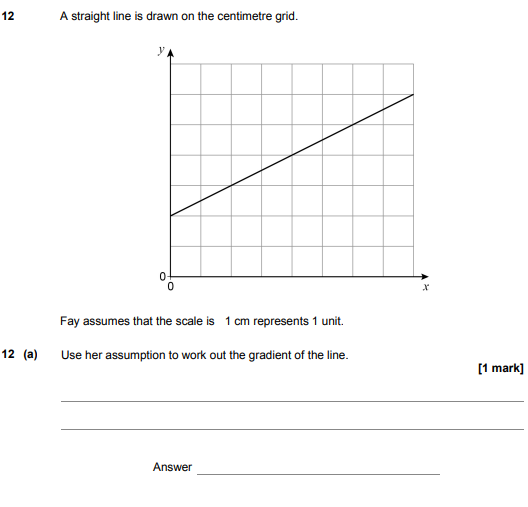 12 A straight line is drawn on the centimetre grid.
y
0
0
x
Fay assumes that the scale is 1 cm represents 1 unit.
12 (a) Use her assumption to work out the gradient of the line.
[1 mark]
Answer